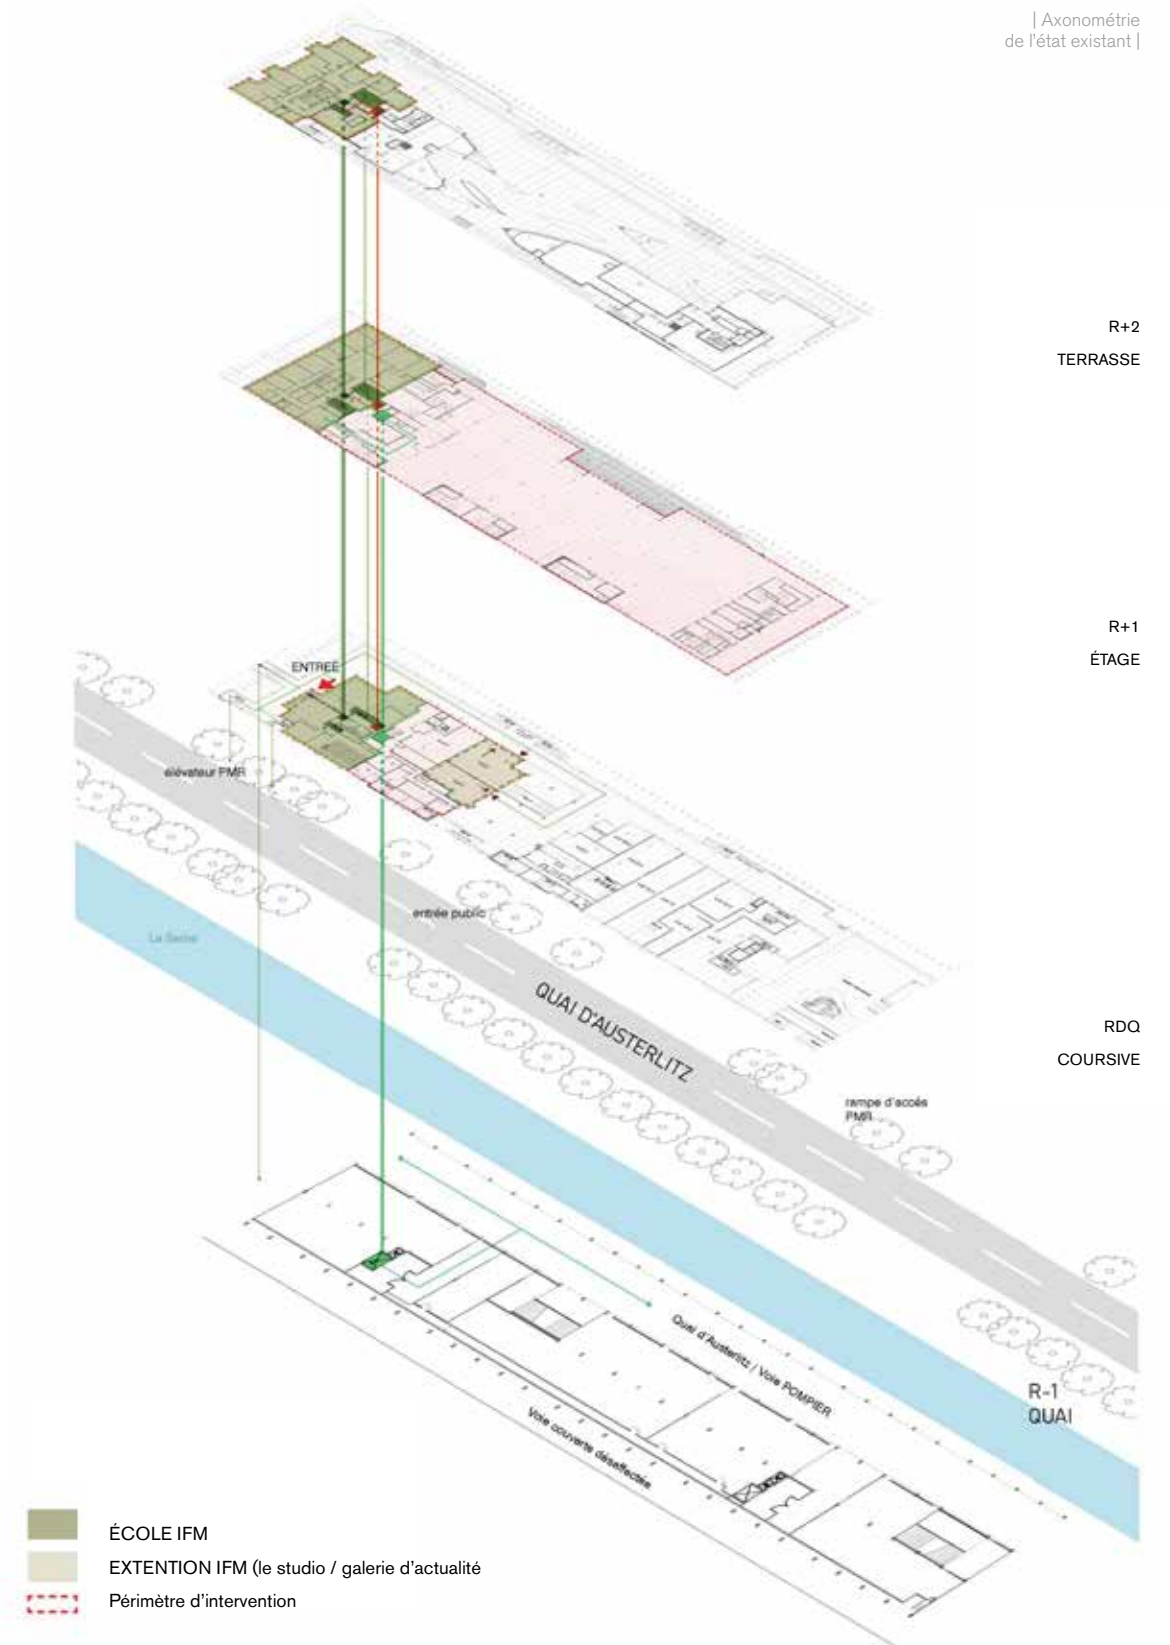 | Axonométrie
de l'état existant |
R+2
TERRASSE
R+1
ÉTAGE
ENTREÉ
élévateur PMR
entrée public
La Seine
QUAI D'AUSTERLITZ
RDQ
COURSIVE
rampe d'accés
PMR
Quai d'Austerlitz / Voie POMPIER
R-1
QUAI
Voie couverte désaffectée
ÉCOLE IFM
EXTENTION IFM (le studio / galerie d'actualité
Périmètre d'intervention